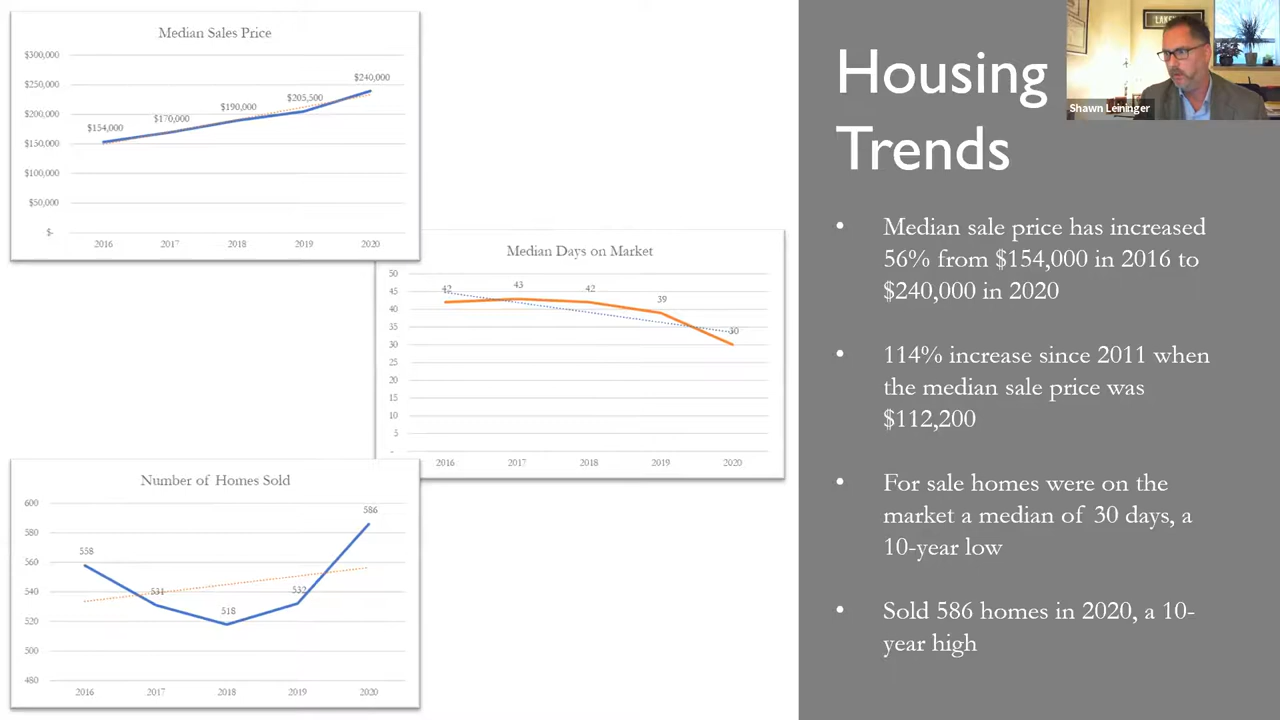 Median Sales Price
$300,000
$250,000
$200,000
$150,000
$100,000
$50,000
$-
$154,000
$170,000
$190,000
$205,500
$240,000
2016 2017 2018 2019 2020
Median Days on Market
50
45
40
35
30
25
20
15
10
5
-
42
43
42
39
30
2016 2017 2018 2019 2020
Number of Homes Sold
600
580
560
540
520
500
480
558
531
518
532
586
2016 2017 2018 2019 2020
Housing
Trends
LAKE
Shawn Leininger
• Median sale price has increased
56% from $154,000 in 2016 to
$240,000 in 2020
• 114% increase since 2011 when
the median sale price was
$112,200
• For sale homes were on the
market a median of 30 days, a
10-year low
• Sold 586 homes in 2020, a 10-
year high